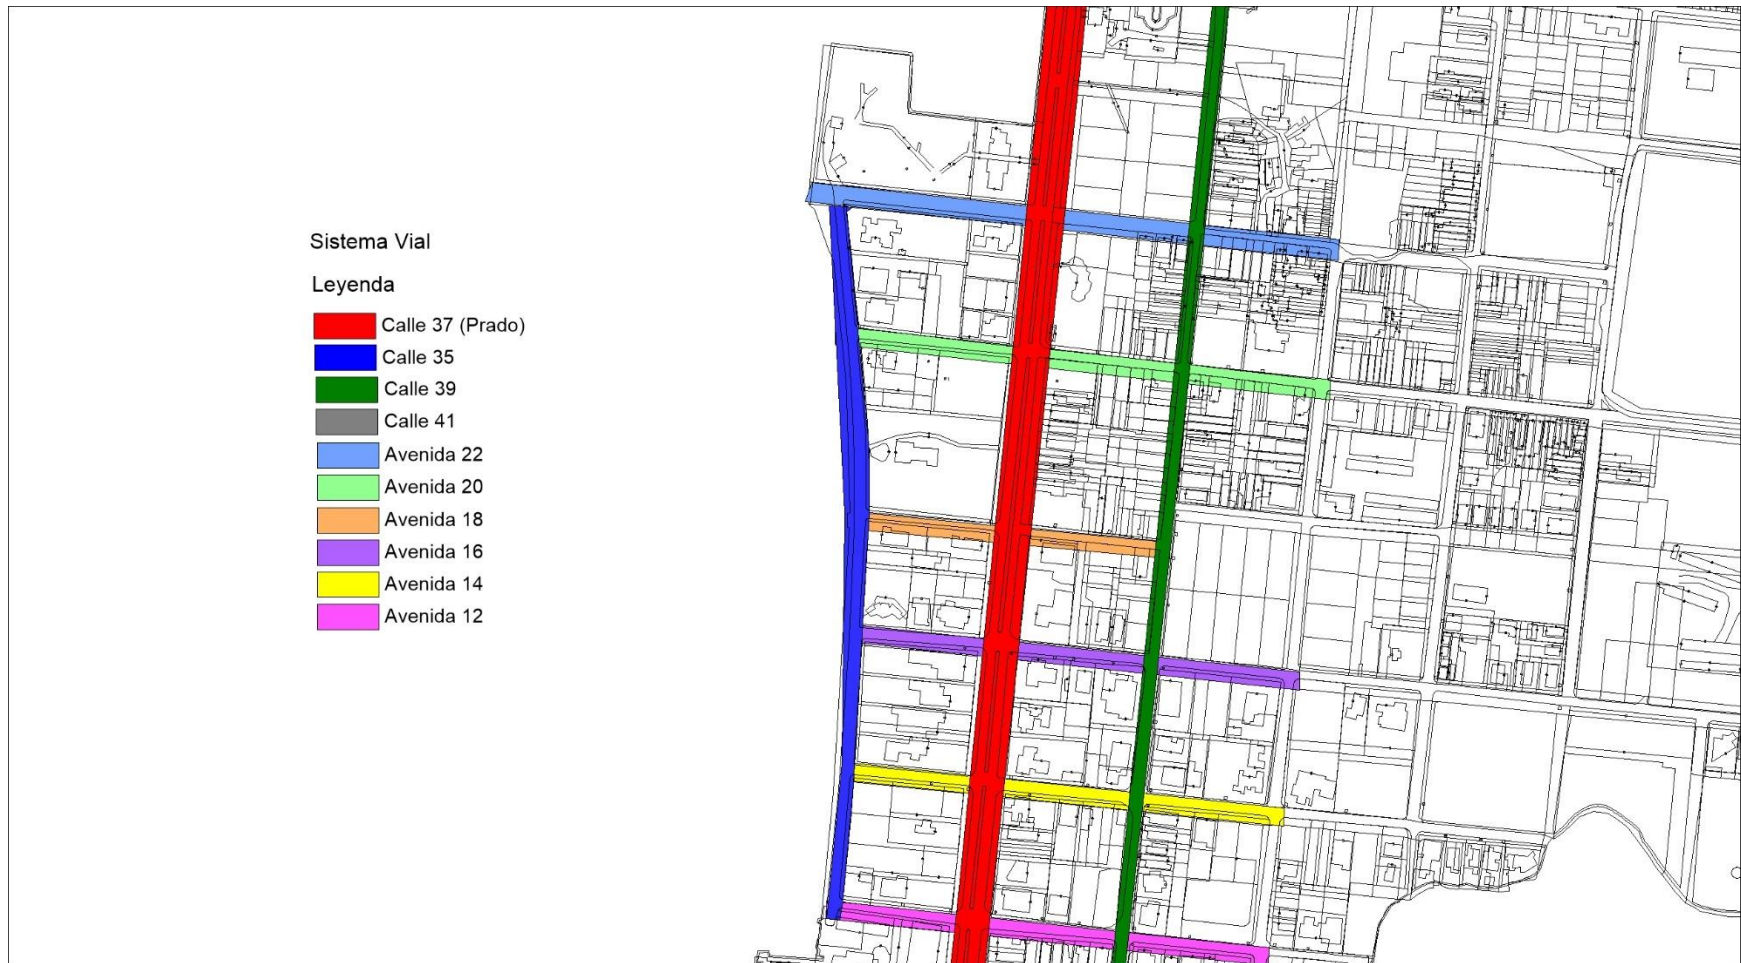 Sistema Vial
Leyenda
Calle 37 (Prado)
Calle 35
Calle 39
Calle 41
Avenida 22
Avenida 20
Avenida 18
Avenida 16
Avenida 14
Avenida 12